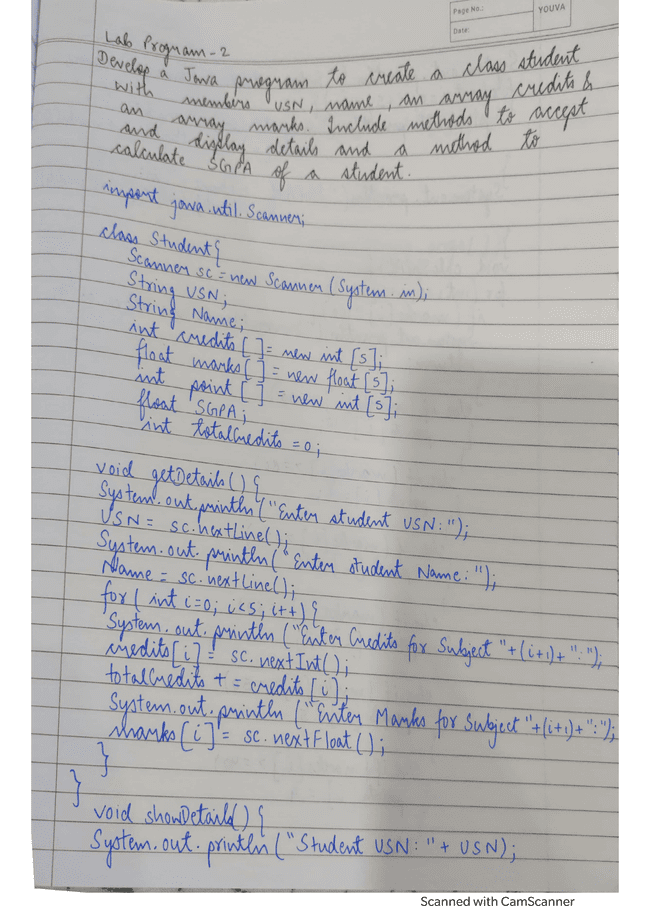 Page No.:
YOUVA
Date:
Lab Program - 2
Develop a Java program to create a class student
with members USN, name, an array credits &
an array marks. Include methods to accept
and display details and a method to
calculate SGPA of a student.
import java.util.Scanner;
class Student{
Scanner sc = new Scanner (System.in);
String USN;
String Name;
int credits[ ] = new int [5];
float marks[ ] = new float [5];
int point [ ] = new int [5];
float SGPA;
int totalCredits = 0;
void getDetails() {
System.out.println("Enter student USN:");
USN = sc.nextLine();
System.out.println("Enter student Name:");
Name = sc.nextLine();
for( int i=0; i<5; i++) {
System.out.println ("Enter Credits for Subject "+(i+1)+":");
credits[i] = sc.nextInt();
totalCredits += credits[i];
System.out.println ("Enter Marks for Subject "+(i+1)+":");
marks[i] = sc.nextFloat();
}
}
void showDetails() {
System.out.println ("Student USN: "+ USN);
Scanned with CamScanner